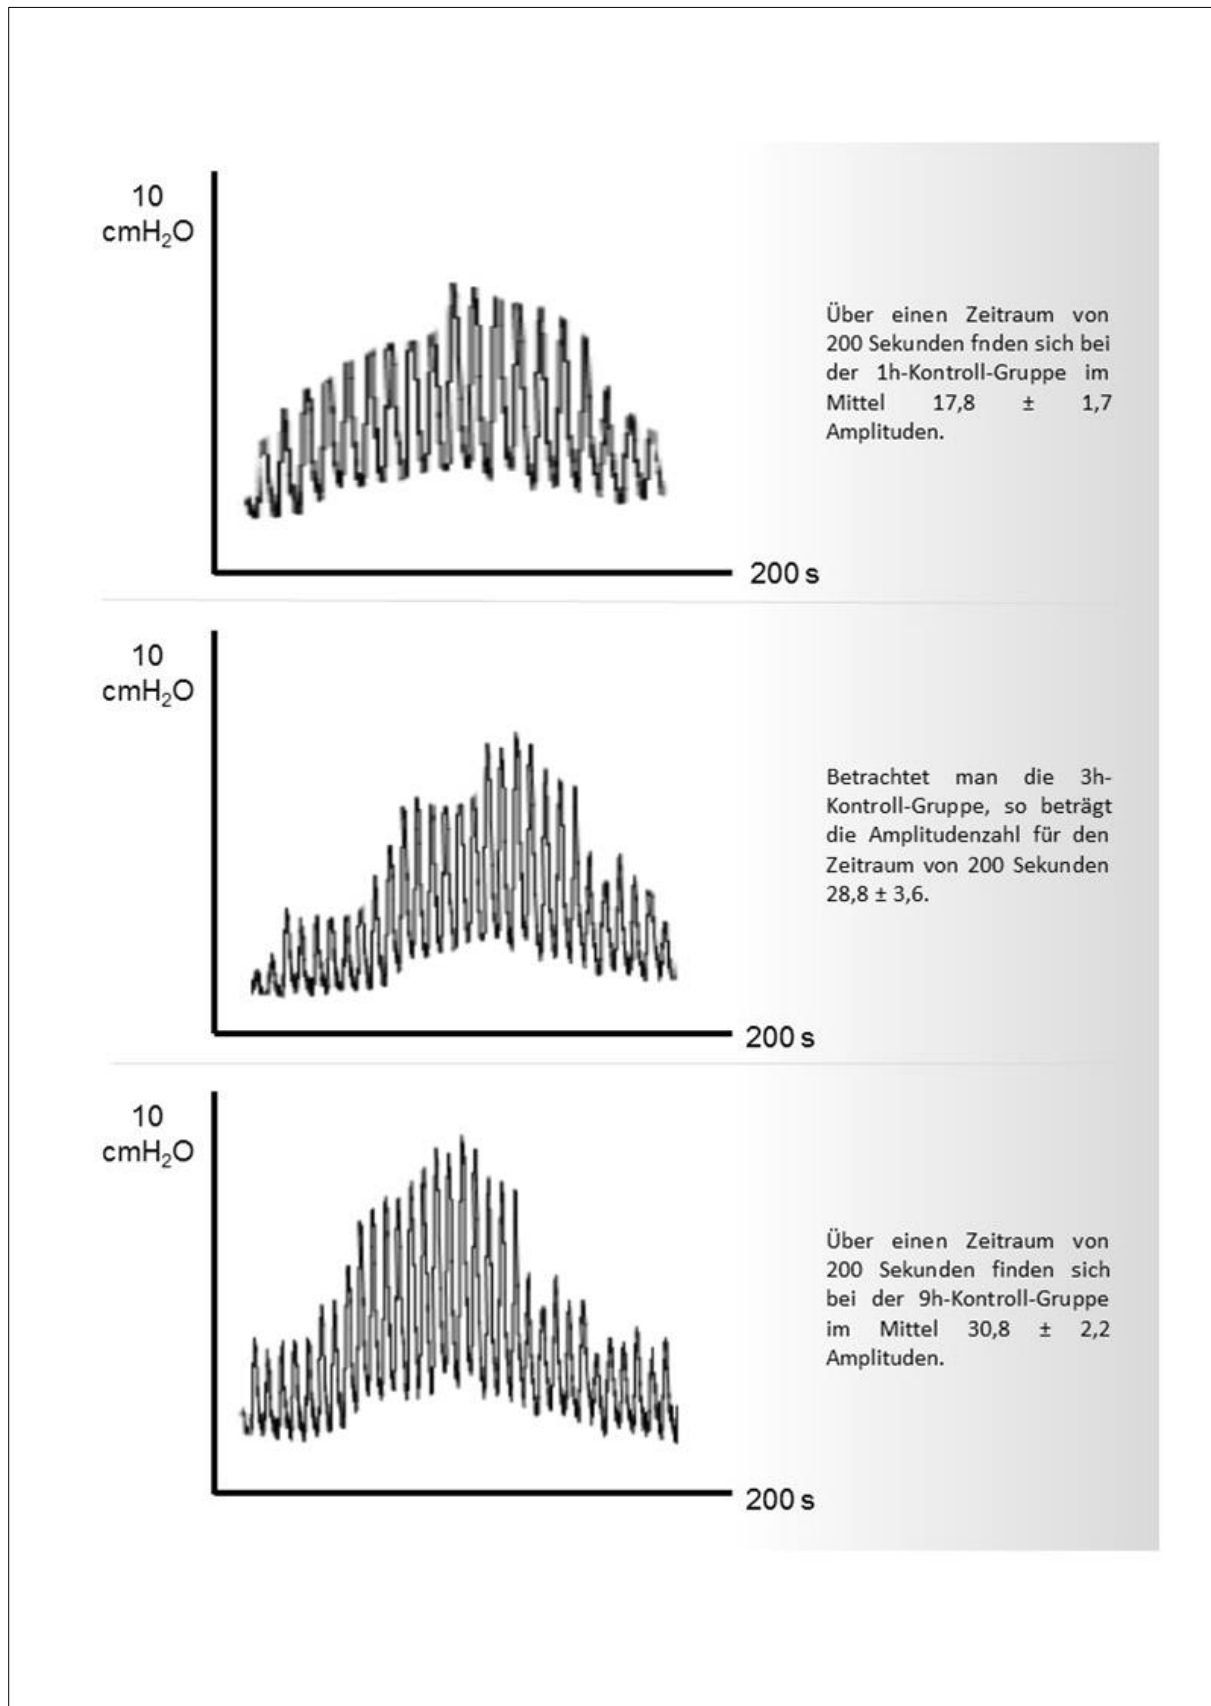 10
cmH₂O
Über einen Zeitraum von
200 Sekunden fnden sich bei
der 1h-Kontroll-Gruppe im
Mittel 17,8 ± 1,7
Amplituden.
200 s
10
cmH₂O
Betrachtet man die 3h-
Kontroll-Gruppe, so beträgt
die Amplitudenzahl für den
Zeitraum von 200 Sekunden
28,8 ± 3,6.
200 s
10
cmH₂O
Über einen Zeitraum von
200 Sekunden finden sich
bei der 9h-Kontroll-Gruppe
im Mittel 30,8 ± 2,2
Amplituden.
200 s